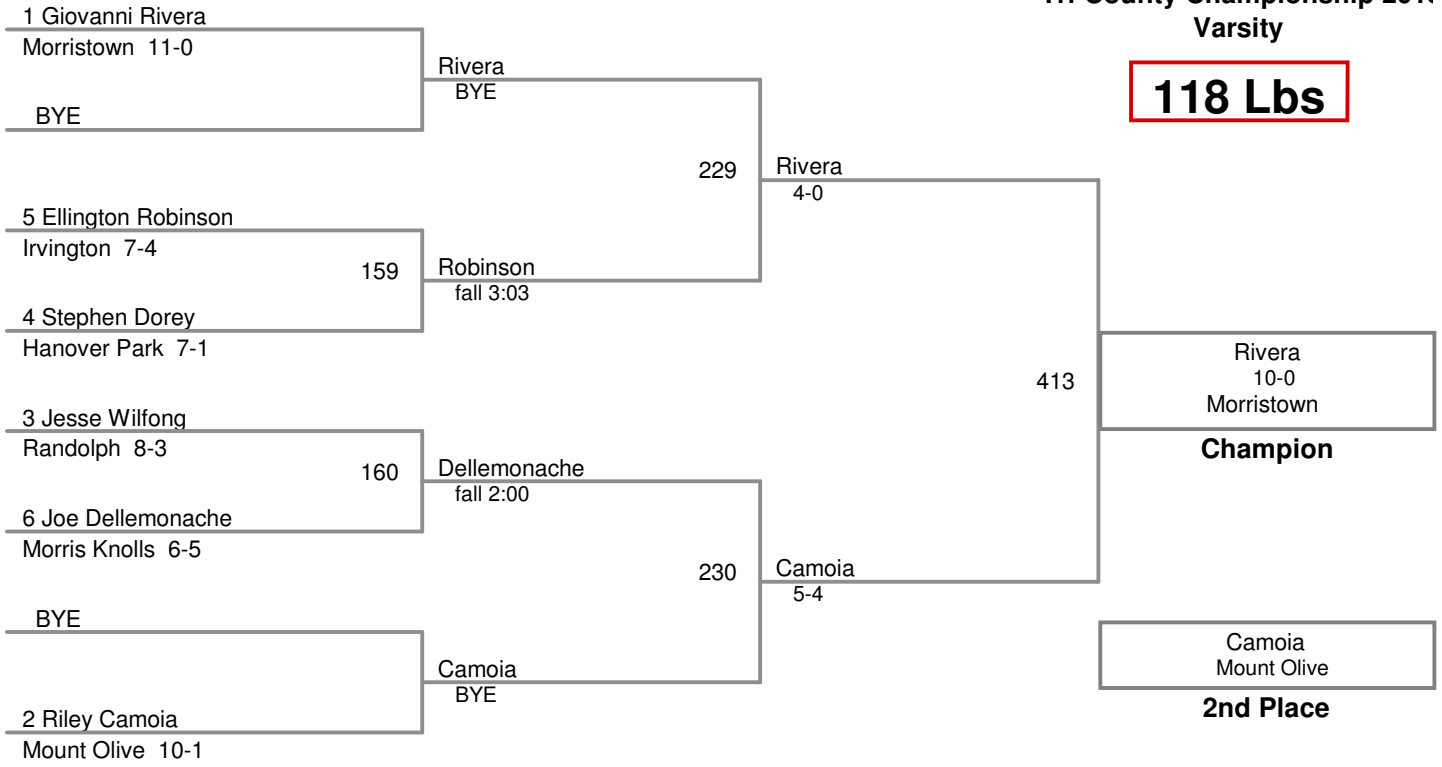 County Championship
Varsity
118 Lbs
1 Giovanni Rivera
Morristown 11-0
BYE
Rivera
BYE
5 Ellington Robinson
Irvington 7-4
159
4 Stephen Dorey
Hanover Park 7-1
Robinson
fall 3:03
229
Rivera
4-0
3 Jesse Wilfong
Randolph 8-3
160
6 Joe Dellemonache
Morris Knolls 6-5
Dellemonache
fall 2:00
BYE
2 Riley Camoia
Mount Olive 10-1
Camoia
BYE
230
Camoia
5-4
413
Rivera
10-0
Morristown
Champion
Camoia
Mount Olive
2nd Place